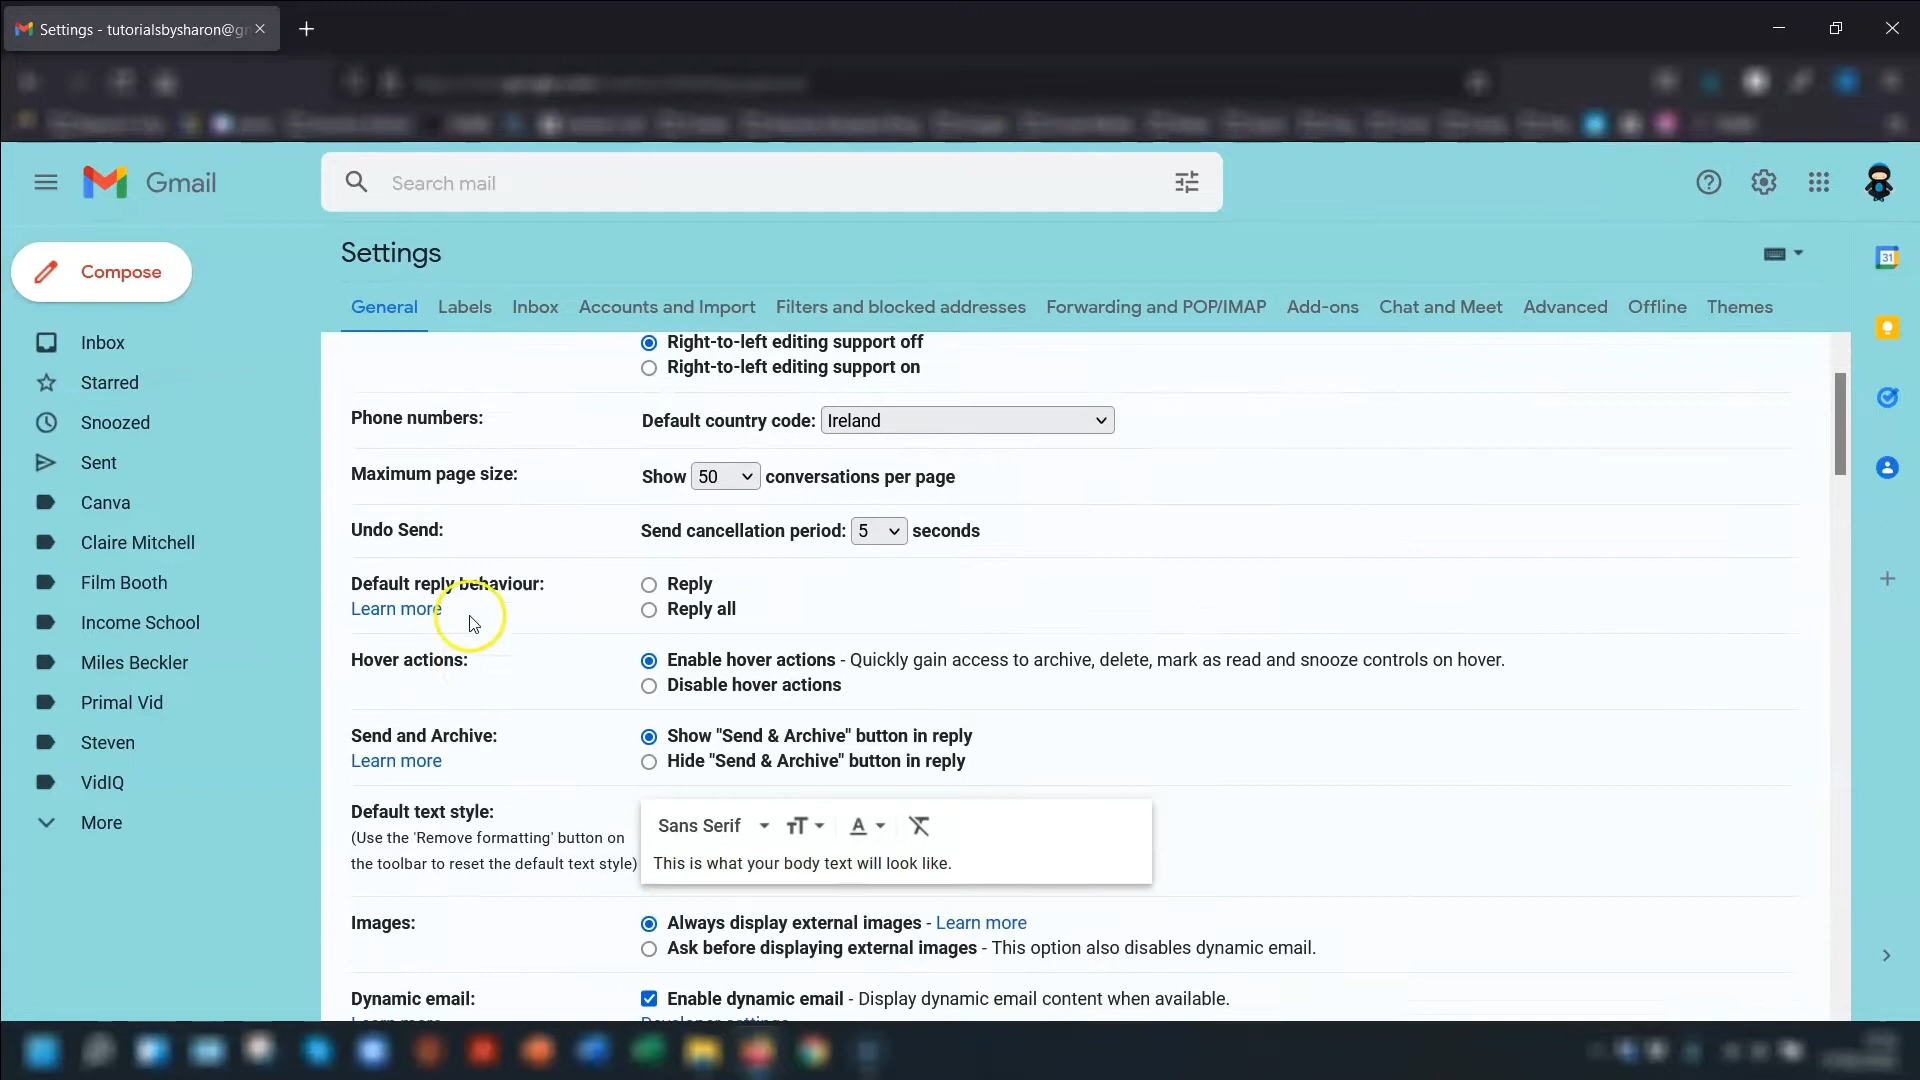 Settings - tutorialsbysharon@gr
Gmail
Search mail
Settings
Compose
General Labels Inbox Accounts and Import Filters and blocked addresses Forwarding and POP/IMAP Add-ons Chat and Meet Advanced Offline Themes
31
Inbox
Starred
Snoozed
Sent
Canva
Claire Mitchell
Film Booth
Income School
Miles Beckler
Primal Vid
Steven
VidIQ
More
Right-to-left editing support off
Right-to-left editing support on
Phone numbers: Default country code: Ireland
Maximum page size: Show 50 conversations per page
Undo Send: Send cancellation period: 5 seconds
Default reply behaviour: Reply
Learn more Reply all
Hover actions: Enable hover actions - Quickly gain access to archive, delete, mark as read and snooze controls on hover.
Disable hover actions
Send and Archive: Show "Send & Archive" button in reply
Learn more Hide "Send & Archive" button in reply
Default text style:
(Use the 'Remove formatting' button on
the toolbar to reset the default text style)
Sans Serif
This is what your body text will look like.
Images: Always display external images - Learn more
Ask before displaying external images - This option also disables dynamic email.
Dynamic email: Enable dynamic email - Display dynamic email content when available.
Learn more Developer settings